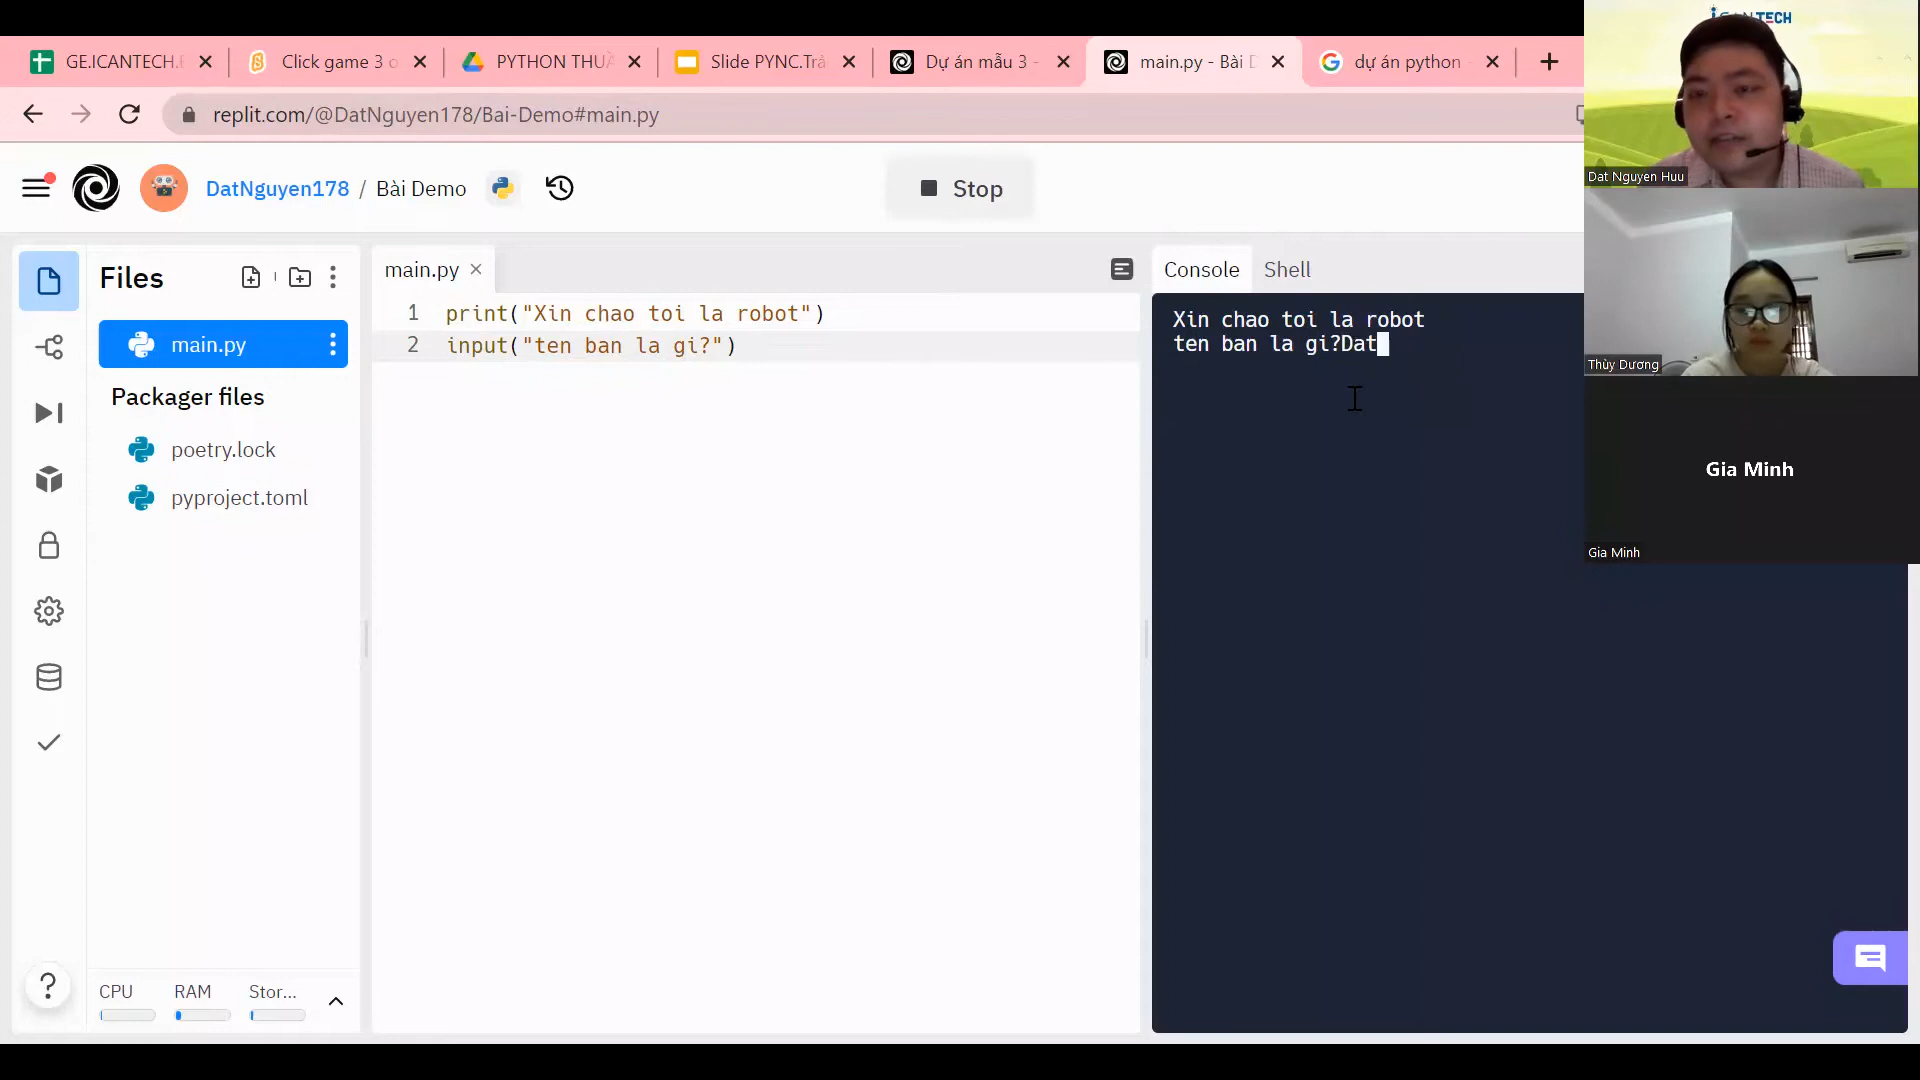 GE.ICANTECH.
Click game 3
PYTHON THU
Slide PYNC.Trả
Dự án mẫu 3 -
main.py - Bài D
dự án python -
replit.com/@DatNguyen178/Bai-Demo#main.py
DatNguyen178 / Bài Demo
Stop
Files
main.py
Packager files
poetry.lock
pyproject.toml
CPU RAM Stor...
main.py
1 print("Xin chao toi la robot")
2 input("ten ban la gi?")
Console Shell
Xin chao toi la robot
ten ban la gi?Dat
TECH
Dat Nguyen Huu
Thùy Dương
Gia Minh
Gia Minh